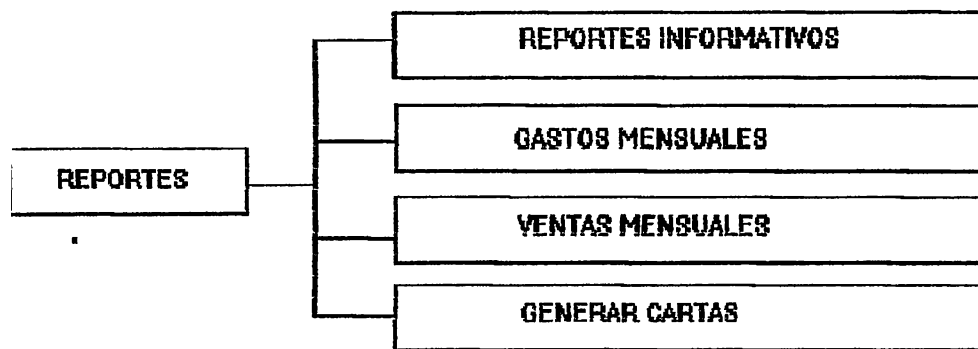 REPORTES INFORMATIVOS
GASTOS MENSUALES
REPORTES
VENTAS MENSUALES
GENERAR CARTAS